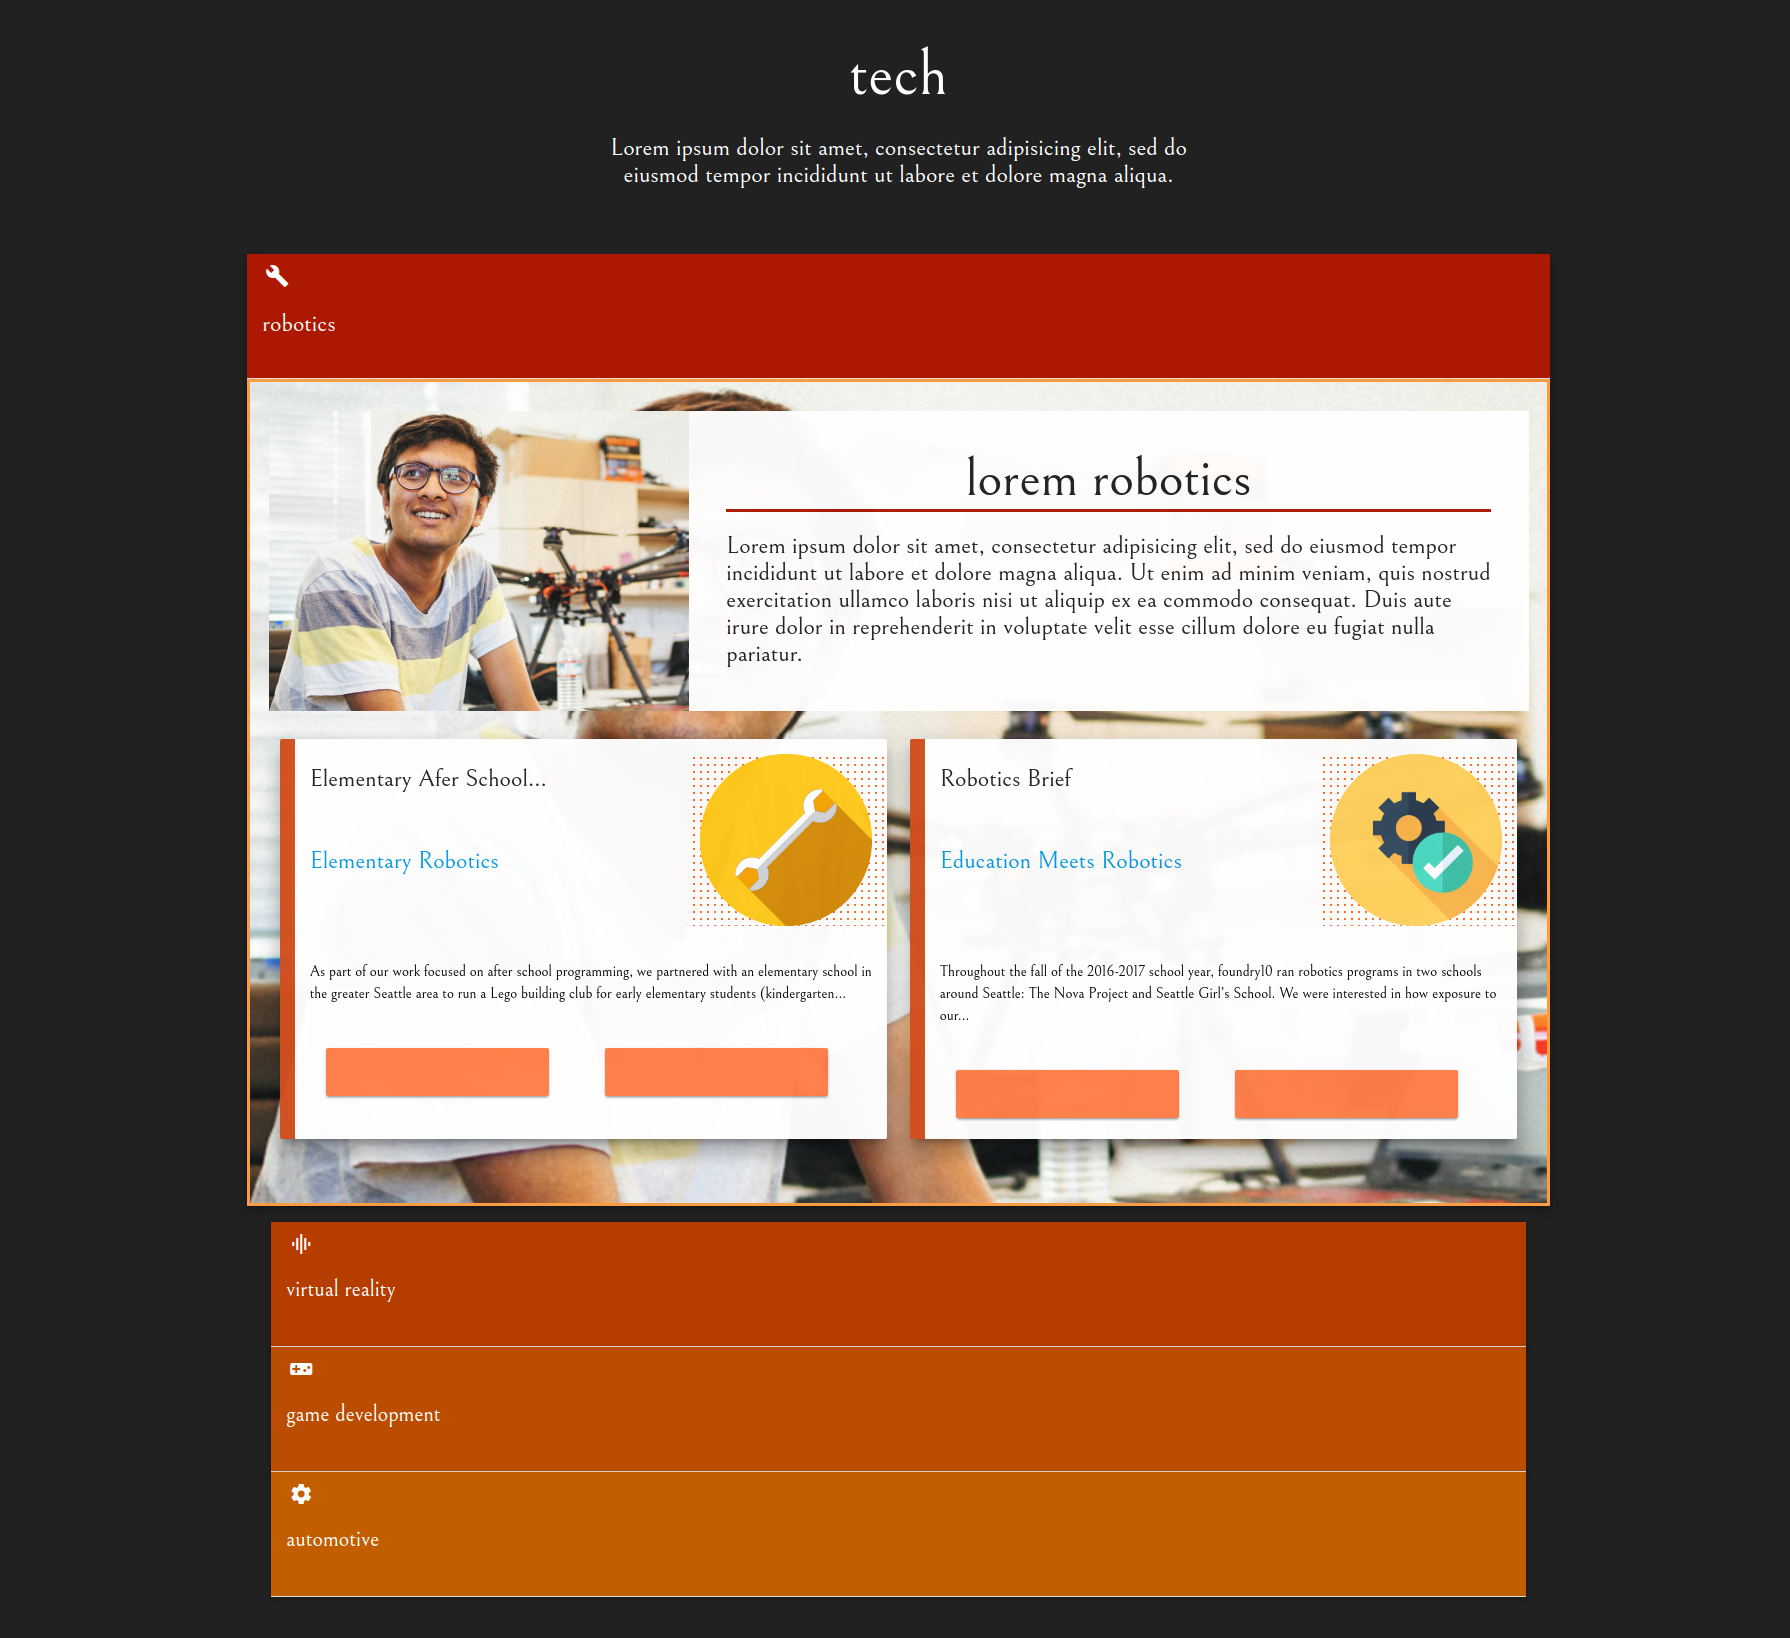 tech
Lorem ipsum dolor sit amet, consectetur adipisicing elit, sed do
eiusmod tempor incididunt ut labore et dolore magna aliqua.
robotics
lorem robotics
Lorem ipsum dolor sit amet, consectetur adipisicing elit, sed do eiusmod tempor
incididunt ut labore et dolore magna aliqua. Ut enim ad minim veniam, quis nostrud
exercitation ullamco laboris nisi ut aliquip ex ea commodo consequat. Duis aute
irure dolor in reprehenderit in voluptate velit esse cillum dolore eu fugiat nulla
pariatur.
Elementary Afer School...
Elementary Robotics
As part of our work focused on after school programming, we partnered with an elementary school in
the greater Seattle area to run a Lego building club for early elementary students (kindergarten...
Robotics Brief
Education Meets Robotics
Throughout the fall of the 2016-2017 school year, foundry10 ran robotics programs in two schools
around Seattle: The Nova Project and Seattle Girl's School. We were interested in how exposure to
our...
virtual reality
game development
automotive